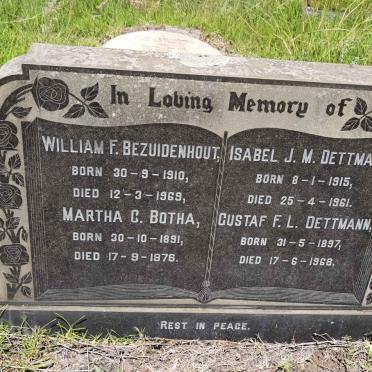 In Loving Memory of
WILLIAM F. BEZUIDENHOUT,
BORN 30-9-1910,
DIED 12-3-1969,
MARTHA C. BOTHA,
BORN 30-10-1891,
DIED 17-9-1976.
ISABEL J. M. DETTMA
BORN 8-1-1915,
DIED 25-4-1961.
GUSTAF F. L. DETTMANN,
BORN 31-5-1897,
DIED 17-6-1968.
REST IN PEACE.